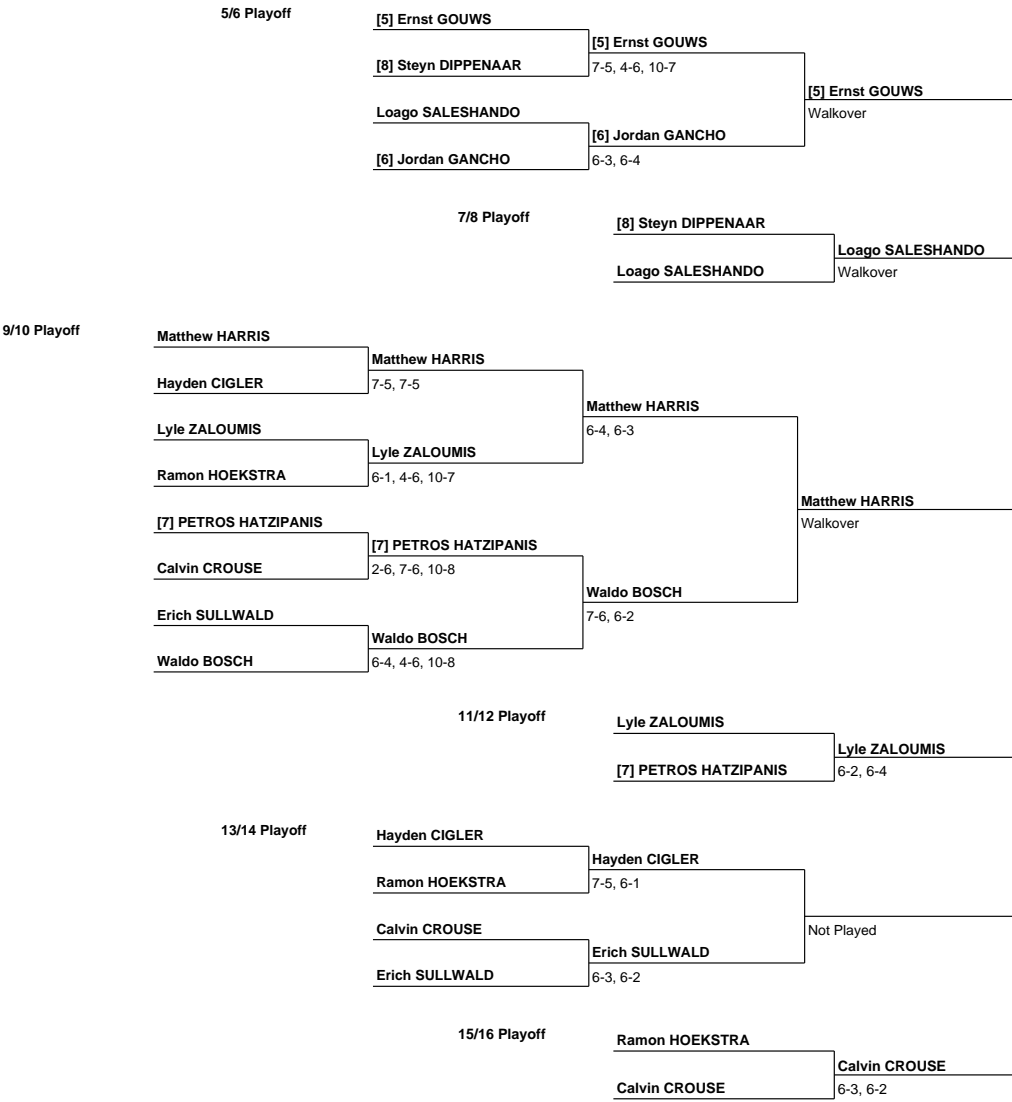 5/6 Playoff
[5] Ernst GOUWS
[5] Ernst GOUWS
[8] Steyn DIPPENAAR
7-5, 4-6, 10-7
[5] Ernst GOUWS
Walkover
Loago SALESHANDO
[6] Jordan GANCHO
[6] Jordan GANCHO
6-3, 6-4
7/8 Playoff
[8] Steyn DIPPENAAR
Loago SALESHANDO
Loago SALESHANDO
Walkover
9/10 Playoff
Matthew HARRIS
Matthew HARRIS
Hayden CIGLER
7-5, 7-5
Matthew HARRIS
6-4, 6-3
Lyle ZALOUMIS
Lyle ZALOUMIS
Ramon HOEKSTRA
6-1, 4-6, 10-7
Matthew HARRIS
Walkover
[7] PETROS HATZIPANIS
[7] PETROS HATZIPANIS
Calvin CROUSE
2-6, 7-6, 10-8
Waldo BOSCH
7-6, 6-2
Erich SULLWALD
Waldo BOSCH
Waldo BOSCH
6-4, 4-6, 10-8
11/12 Playoff
Lyle ZALOUMIS
Lyle ZALOUMIS
[7] PETROS HATZIPANIS
6-2, 6-4
13/14 Playoff
Hayden CIGLER
Hayden CIGLER
Ramon HOEKSTRA
7-5, 6-1
Calvin CROUSE
Not Played
Erich SULLWALD
Erich SULLWALD
6-3, 6-2
15/16 Playoff
Ramon HOEKSTRA
Calvin CROUSE
Calvin CROUSE
6-3, 6-2